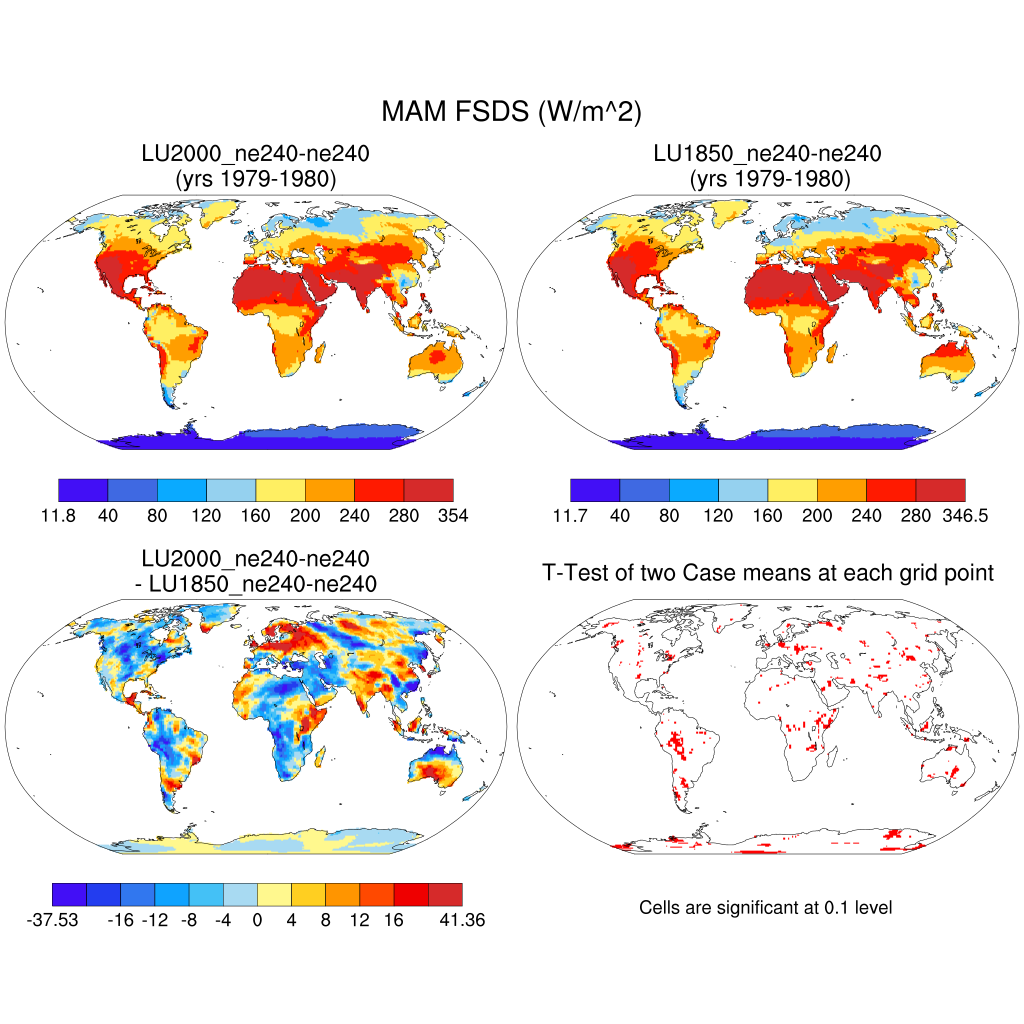 MAM FSDS (W/m^2)
LU2000_ne240-ne240
(yrs 1979-1980)
LU1850_ne240-ne240
(yrs 1979-1980)
11.8 40 80 120 160 200 240 280 354
11.7 40 80 120 160 200 240 280 346.5
LU2000_ne240-ne240
- LU1850_ne240-ne240
T-Test of two Case means at each grid point
-37.53 -16 -12 -8 -4 0 4 8 12 16 41.36
Cells are significant at 0.1 level